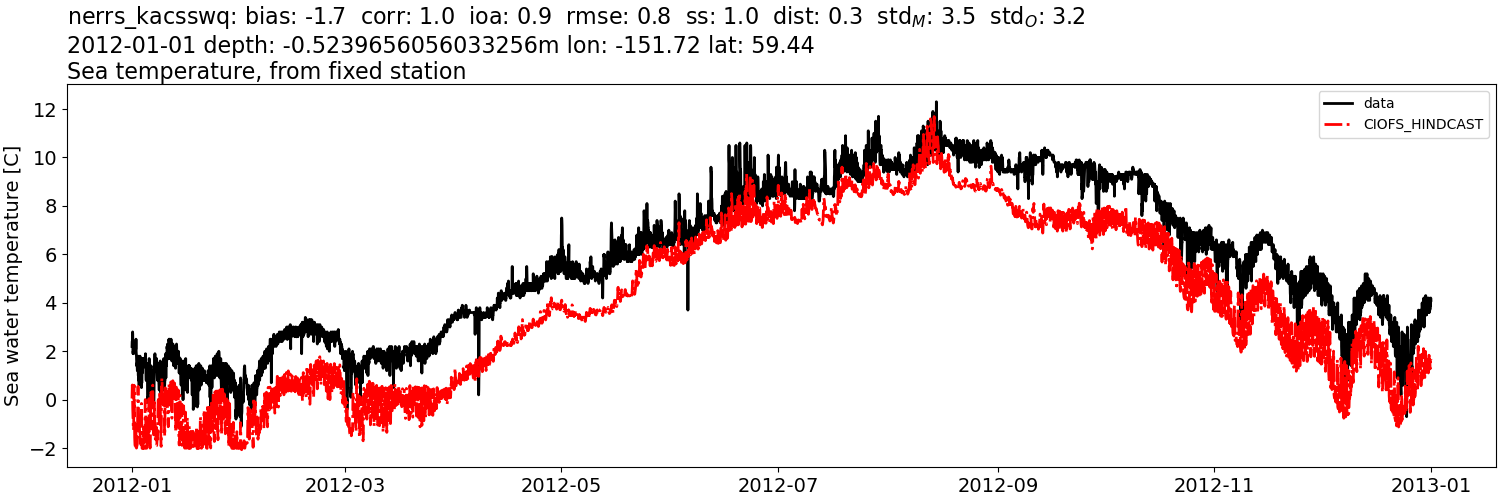 nerrs_kacsswq: bias: -1.7 corr: 1.0 ioa: 0.9 rmse: 0.8 ss: 1.0 dist: 0.3 std_M: 3.5 std_O: 3.2
2012-01-01 depth: -0.5239656056033256m lon: -151.72 lat: 59.44
Sea temperature, from fixed station
Sea water temperature [C]
12
10
8
6
4
2
0
−2
data
CIOFS_HINDCAST
2012-01 2012-03 2012-05 2012-07 2012-09 2012-11 2013-01